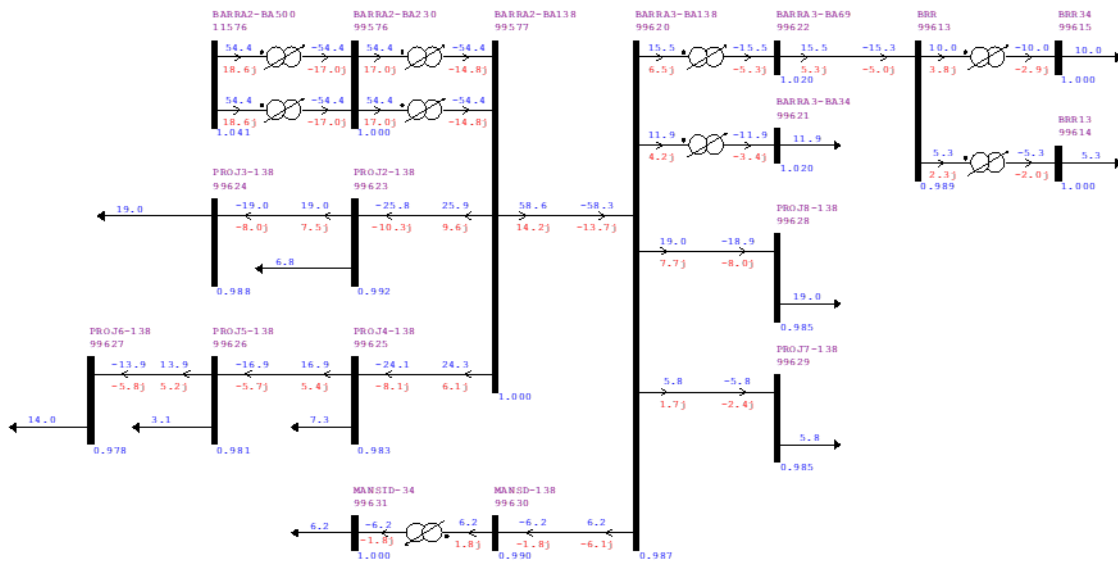 BARRA2-BA500 BARRA2-BA230 BARRA2-BA138 BARRA3-BA138 BARRA3-BA69 BRR BRR34
11576 99576 99577 99620 99622 99613 99615
54.4 -54.4 54.4 -54.4 15.5 -15.5 15.5 -15.3 10.0 -10.0 10.0
18.6j -17.0j 17.0j -14.8j 6.5j -5.3j 5.3j -5.0j 3.8j -2.9j
1.020 1.000
54.4 -54.4 54.4 -54.4 BARRA3-BA34
18.6j -17.0j 17.0j -14.8j 99621 BRR13
1.041 1.000 99614
11.9 -11.9 11.9
4.2j -3.4j 5.3 -5.3 5.3
1.020 2.3j -2.0j
PROJ3-138 PROJ2-138 0.989 1.000
99624 99623
19.0 -19.0 19.0 -25.8 25.9 58.6 -58.3 PROJ8-138
-8.0j 7.5j -10.3j 9.6j 14.2j -13.7j 99628
19.0 -18.9
6.8 7.7j -8.0j
0.988 0.992
19.0
0.985
PROJ6-138 PROJ5-138 PROJ4-138
99627 99626 99625
PROJ7-138
99629
-13.9 13.9 -16.9 16.9 -24.1 24.3
-5.8j 5.2j -5.7j 5.4j -8.1j 6.1j
5.8 -5.8
1.000 1.7j -2.4j
14.0 3.1 7.3
5.8
0.978 0.981 0.983
0.985
MANSID-34 MANSD-138
99631 99630
6.2 -6.2 6.2 -6.2 6.2
-1.8j 1.8j -1.8j -6.1j
1.000 0.990 0.987